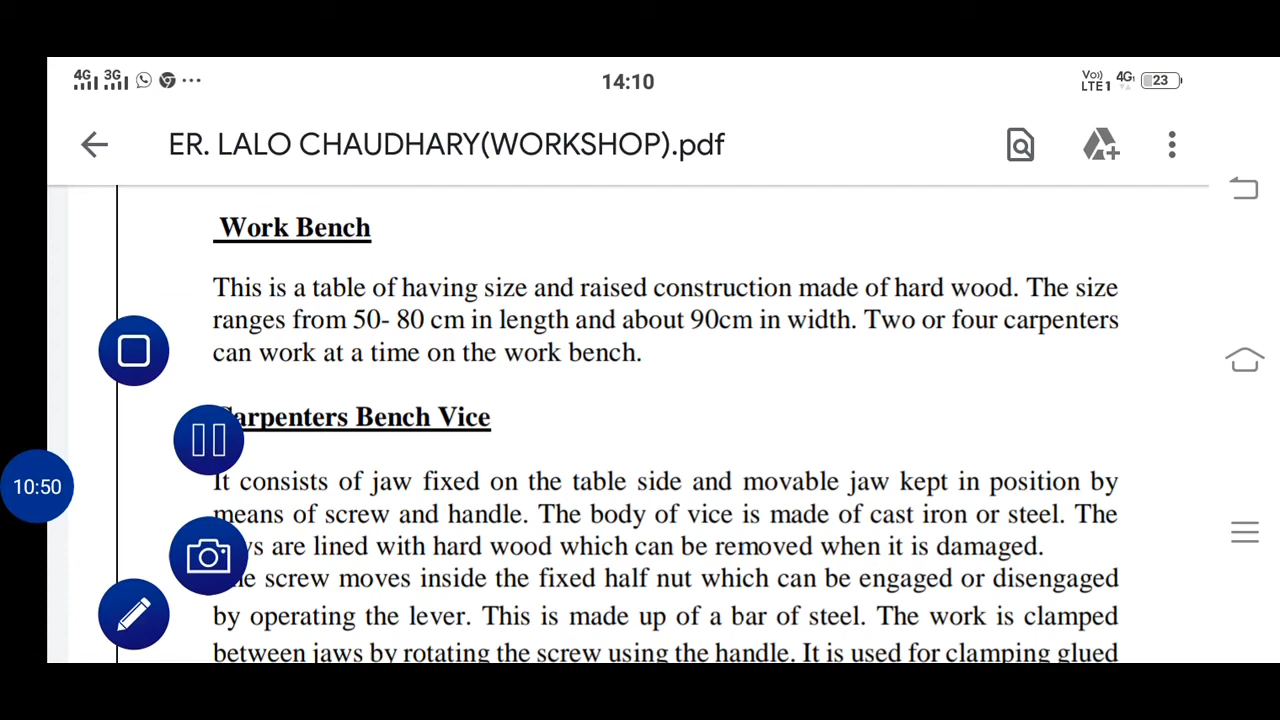 4G 3G
14:10
Vo)) LTE1 4G 23
ER. LALO CHAUDHARY(WORKSHOP).pdf
Work Bench
This is a table of having size and raised construction made of hard wood. The size
ranges from 50- 80 cm in length and about 90cm in width. Two or four carpenters
can work at a time on the work bench.
arpenters Bench Vice
It consists of jaw fixed on the table side and movable jaw kept in position by
10:50
means of screw and handle. The body of vice is made of cast iron or steel. The
are lined with hard wood which can be removed when it is damaged.
screw moves inside the fixed half nut which can be engaged or disengaged
by operating the lever. This is made up of a bar of steel. The work is clamped
between jaws by rotating the screw using the handle. It is used for clamping glued